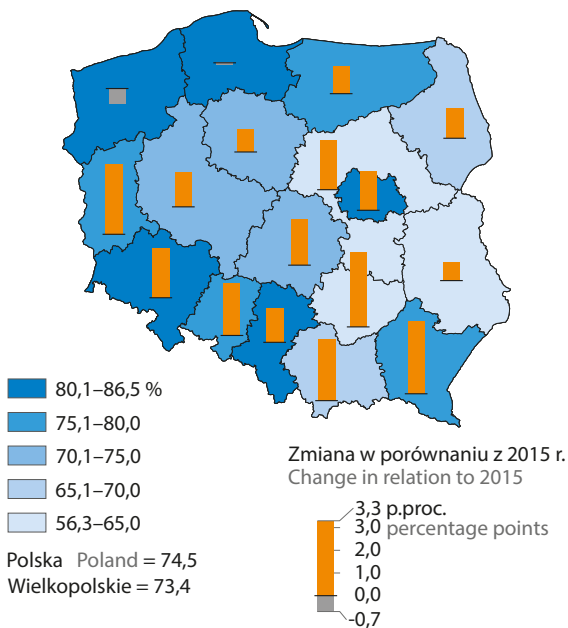 80,1–86,5 %
75,1–80,0
70,1–75,0
65,1–70,0
56,3–65,0
Polska Poland = 74,5
Wielkopolskie = 73,4
Zmiana w porównaniu z 2015 r.
Change in relation to 2015
3,3 p.proc.
3,0 percentage points
2,0
1,0
0,0
-0,7